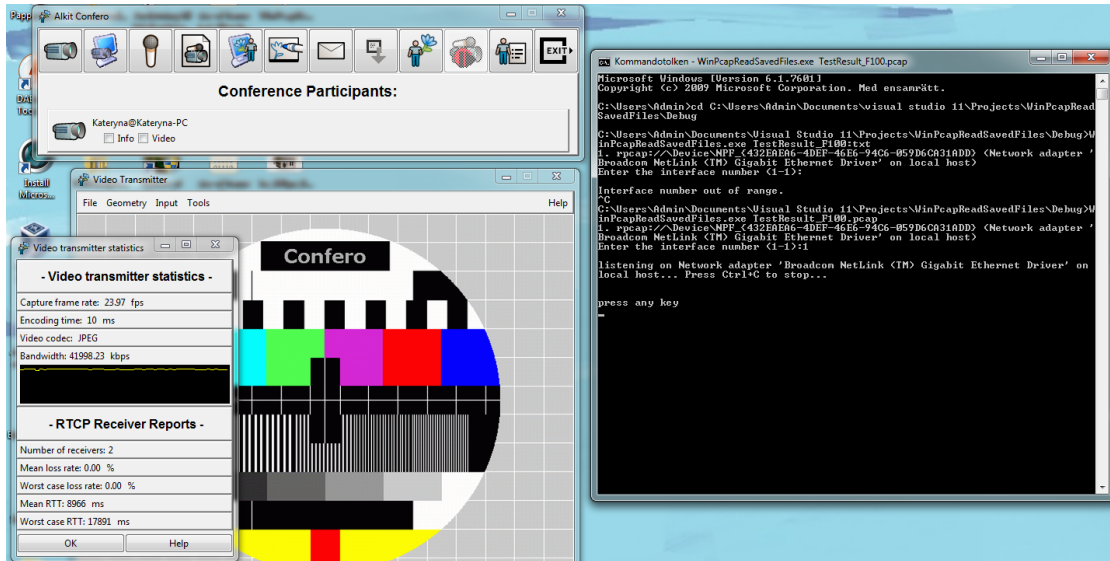 Alkit Confero
EXIT
Conference Participants:
Kateryna@Kateryna-PC
Info Video
Install
Micros...
Video Transmitter
File Geometry Input Tools Help
Confero
Video transmitter statistics
- Video transmitter statistics -
Capture frame rate: 23.97 fps
Encoding time: 10 ms
Video codec: JPEG
Bandwidth: 41998.23 kbps
- RTCP Receiver Reports -
Number of receivers: 2
Mean loss rate: 0.00 %
Worst case loss rate: 0.00 %
Mean RTT: 8966 ms
Worst case RTT: 17891 ms
OK Help
Kommandotolken - WinPcapReadSavedFiles.exe TestResult_F100.pcap
Microsoft Windows [Version 6.1.7601]
Copyright (c) 2009 Microsoft Corporation. Med ensamrätt.
C:\Users\Admin>cd C:\Users\Admin\Documents\visual studio 11\Projects\WinPcapRead
SavedFiles\Debug
C:\Users\Admin\Documents\Visual Studio 11\Projects\WinPcapReadSavedFiles\Debug>W
inPcapReadSavedFiles.exe TestResult_F100:txt
1. rpcap://\Device\NPF_{432EAEA6-4DEF-46E6-94C6-059D6CA31ADD} (Network adapter '
Broadcom NetLink (TM) Gigabit Ethernet Driver' on local host)
Enter the interface number (1-1):
Interface number out of range.
^C
C:\Users\Admin\Documents\Visual Studio 11\Projects\WinPcapReadSavedFiles\Debug>W
inPcapReadSavedFiles.exe TestResult_F100.pcap
1. rpcap://\Device\NPF_{432EAEA6-4DEF-46E6-94C6-059D6CA31ADD} (Network adapter '
Broadcom NetLink (TM) Gigabit Ethernet Driver' on local host)
Enter the interface number (1-1):1
listening on Network adapter 'Broadcom NetLink (TM) Gigabit Ethernet Driver' on
local host... Press Ctrl+C to stop...
press any key